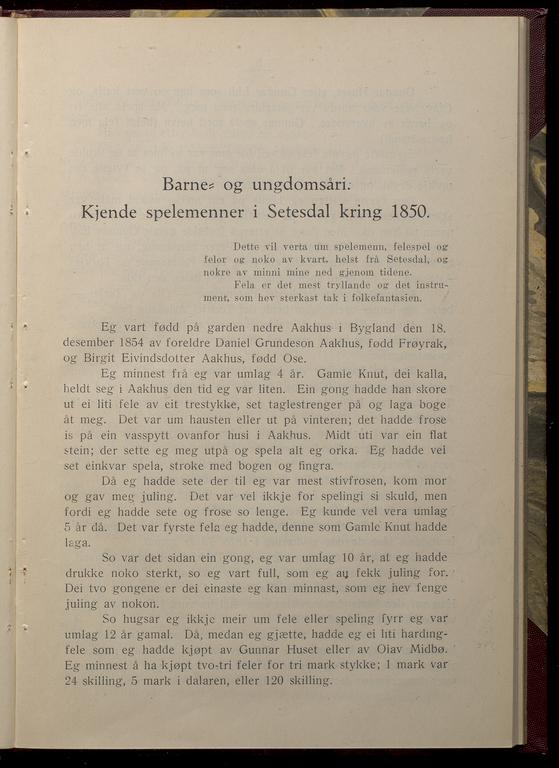 Barne- og ungdomsåri.
Kjende spelemenner i Setesdal kring 1850.
Dette vil verta um spelemenn, felespel og
felor og noko av kvart, helst frå Setesdal, og
nokre av minni mine ned gjenom tidene.
Fela er det mest tryllande og det instru-
ment, som hev sterkast tak i folkefantasien.
Eg vart fødd på garden nedre Aakhus i Bygland den 18.
desember 1854 av foreldre Daniel Grundeson Aakhus, fødd Frøyrak,
og Birgit Eivindsdotter Aakhus, fødd Ose.
Eg minnest frå eg var umlag 4 år. Gamle Knut, dei kalla,
heldt seg i Aakhus den tid eg var liten. Ein gong hadde han skore
ut ei liti fele av eit trestykke, set taglestrenger på og laga boge
åt meg. Det var um hausten eller ut på vinteren; det hadde frose
is på ein vasspytt ovanfor husi i Aakhus. Midt uti var ein flat
stein; der sette eg meg utpå og spela alt eg orka. Eg hadde vel
set einkvar spela, stroke med bogen og fingra.
Då eg hadde sete der til eg var mest stivfrosen, kom mor
og gav meg juling. Det var vel ikkje for spelingi si skuld, men
fordi eg hadde sete og frose so lenge. Eg kunde vel vera umlag
5 år då. Det var fyrste fela eg hadde, denne som Gamle Knut hadde
laga.
So var det sidan ein gong, eg var umlag 10 år, at eg hadde
drukke noko sterkt, so eg vart full, som eg au fekk juling for.
Dei tvo gongene er dei einaste eg kan minnast, som eg hev fenge
juling av nokon.
So hugsar eg ikkje meir um fele eller speling fyrr eg var
umlag 12 år gamal. Då, medan eg gjætte, hadde eg ei liti harding-
fele som eg hadde kjøpt av Gunnar Huset eller av Olav Midbø.
Eg minnest å ha kjøpt tvo-tri feler for tri mark stykke; 1 mark var
24 skilling, 5 mark i dalaren, eller 120 skilling.